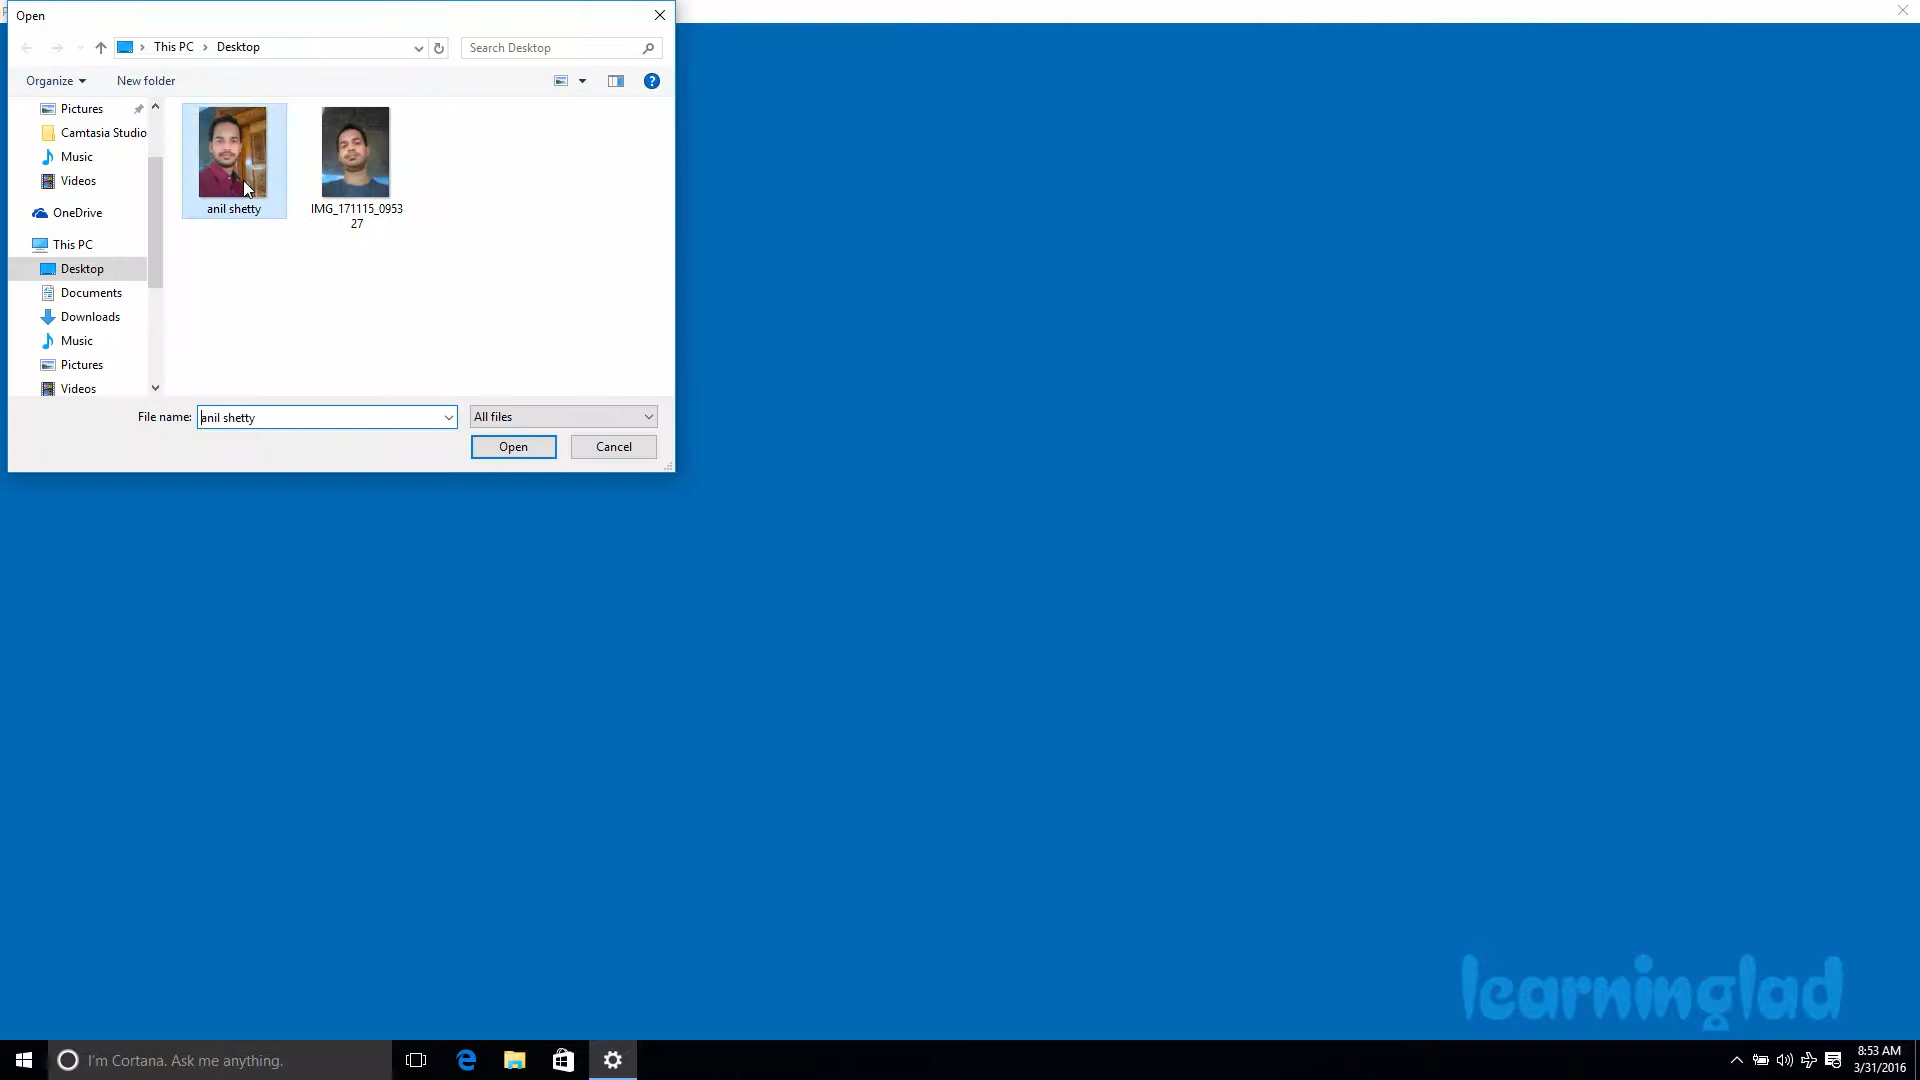 Open
This PC > Desktop
Search Desktop
Organize
New folder
Pictures
Camtasia Studio
Music
Videos
OneDrive
This PC
Desktop
Documents
Downloads
Music
Pictures
Videos
anil shetty
IMG_171115_0953
27
File name:
anil shetty
All files
Open
Cancel
learninglad
I'm Cortana. Ask me anything.
8:53 AM
3/31/2016